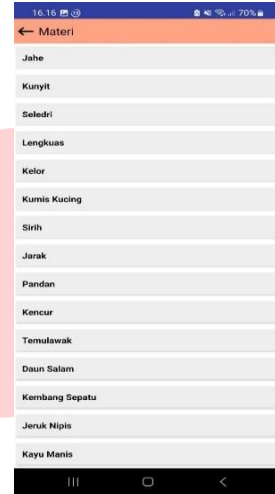 16.16 70%
← Materi
Jahe
Kunyit
Seledri
Lengkuas
Kelor
Kumis Kucing
Sirih
Jarak
Pandan
Kencur
Temulawak
Daun Salam
Kembang Sepatu
Jeruk Nipis
Kayu Manis